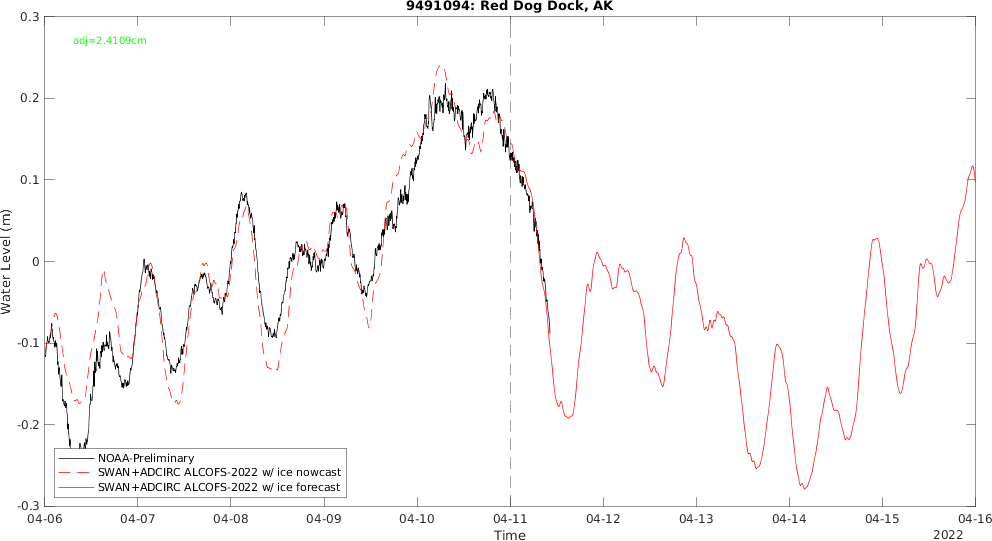 9491094: Red Dog Dock, AK
adj=2.4109cm
0.3
0.2
0.1
0
-0.1
-0.2
-0.3
Water Level (m)
NOAA-Preliminary
SWAN+ADCIRC ALCOFS-2022 w/ ice nowcast
SWAN+ADCIRC ALCOFS-2022 w/ ice forecast
04-06 04-07 04-08 04-09 04-10 04-11 04-12 04-13 04-14 04-15 04-16
Time
2022